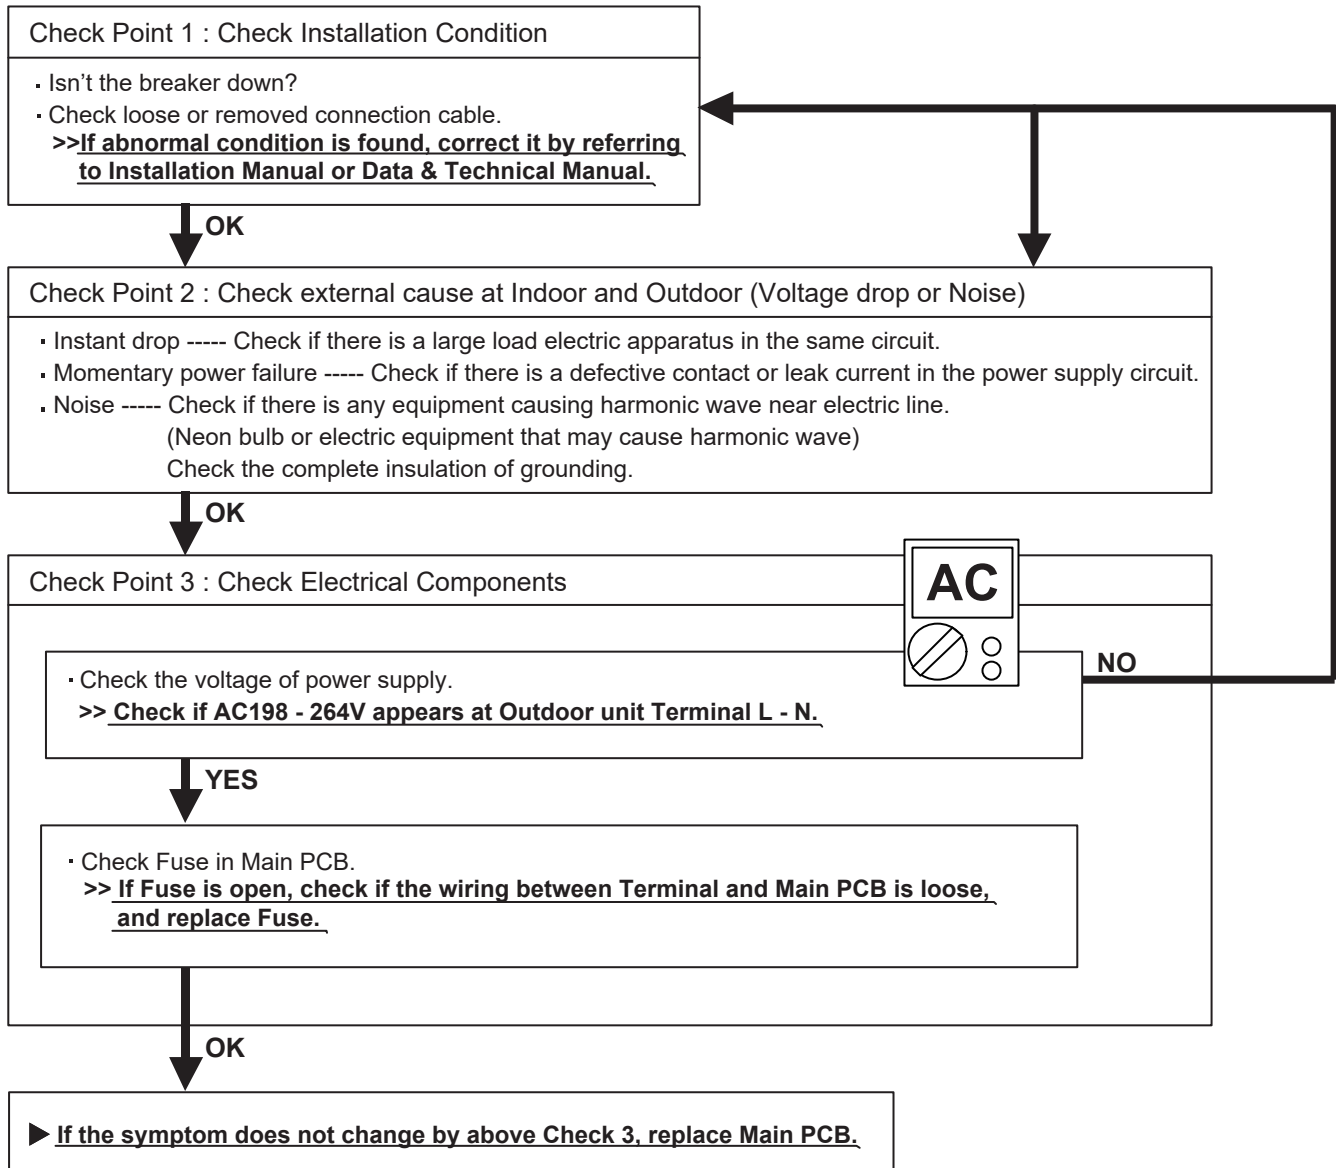 Check Point 1 : Check Installation Condition
· Isn't the breaker down?
· Check loose or removed connection cable.
>>If abnormal condition is found, correct it by referring
to Installation Manual or Data & Technical Manual.
OK
Check Point 2 : Check external cause at Indoor and Outdoor (Voltage drop or Noise)
· Instant drop ----- Check if there is a large load electric apparatus in the same circuit.
· Momentary power failure ----- Check if there is a defective contact or leak current in the power supply circuit.
· Noise ----- Check if there is any equipment causing harmonic wave near electric line.
(Neon bulb or electric equipment that may cause harmonic wave)
Check the complete insulation of grounding.
OK
Check Point 3 : Check Electrical Components
AC
NO
· Check the voltage of power supply.
>> Check if AC198 - 264V appears at Outdoor unit Terminal L - N.
YES
· Check Fuse in Main PCB.
>> If Fuse is open, check if the wiring between Terminal and Main PCB is loose,
and replace Fuse.
OK
▶ If the symptom does not change by above Check 3, replace Main PCB.